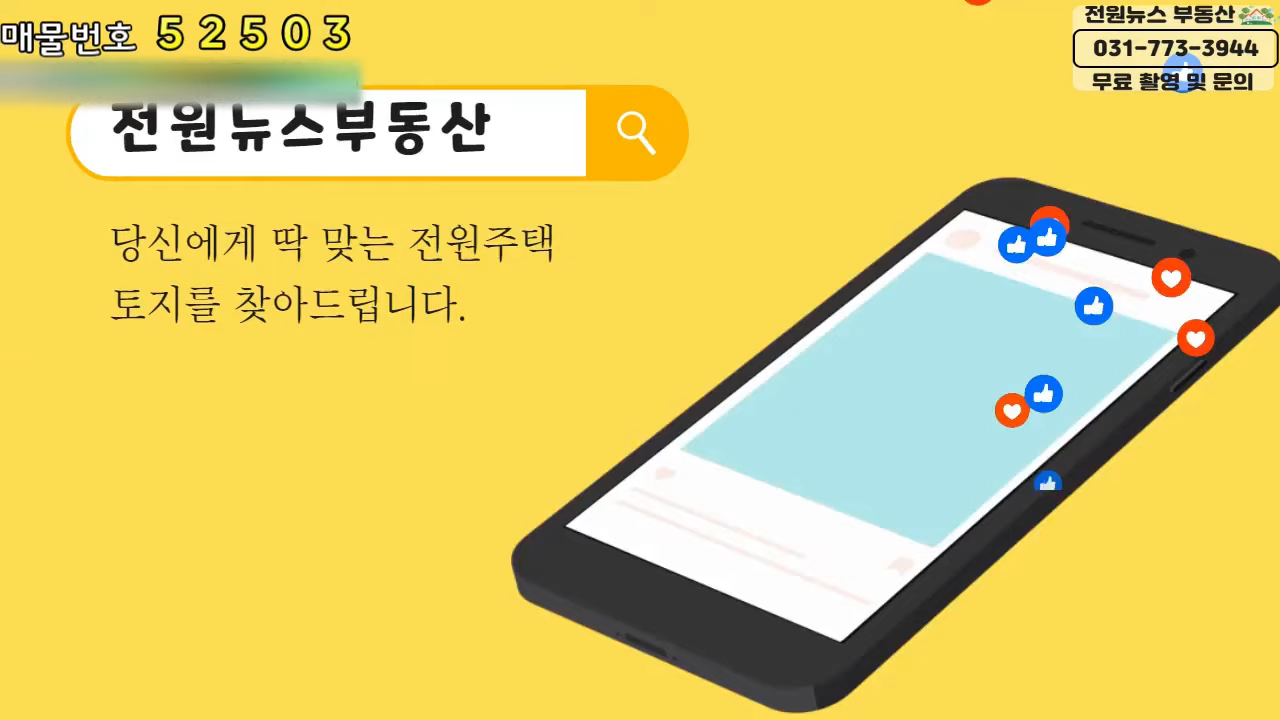 매물번호 52503
전원뉴스 부동산
031-773-3944
무료 촬영 및 문의
전원뉴스부동산
당신에게 딱 맞는 전원주택
토지를 찾아드립니다.